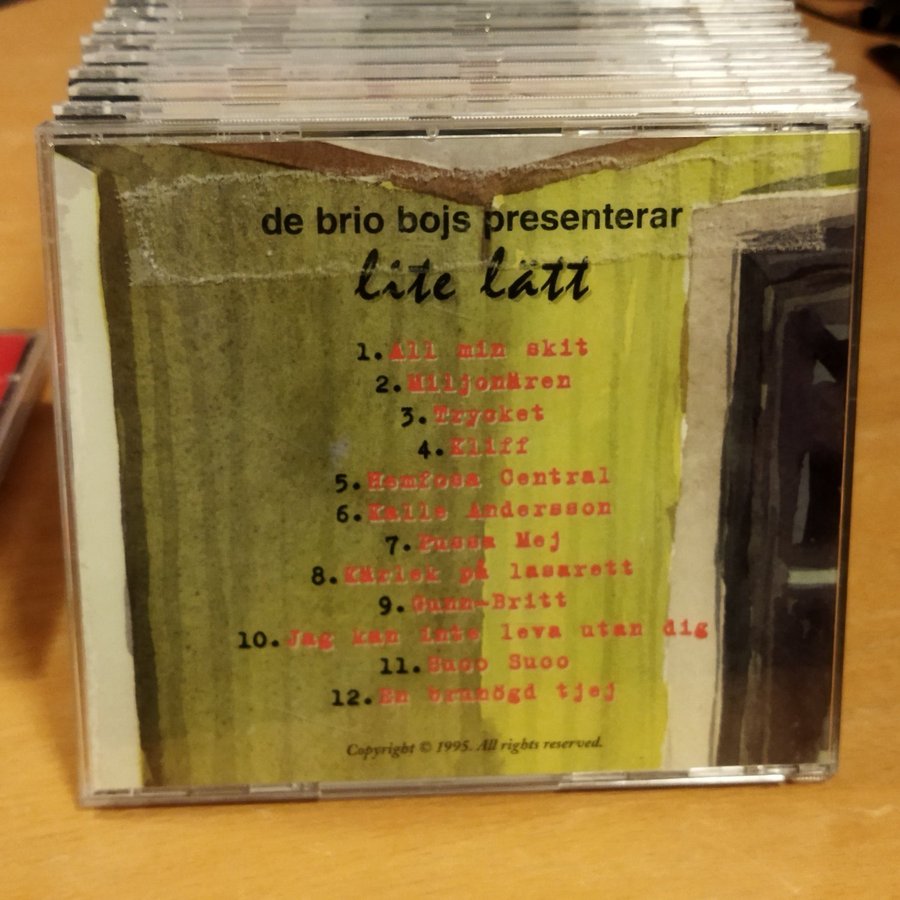 de brio bojs presenterar
lite lätt
1. All min skit
2. Miljonären
3. Trycket
4. Kliff
5. Hemfosa Central
6. Kalle Andersson
7. Pussa Mej
8. Kärlek på lasarett
9. Gunn-Britt
10. Jag kan inte leva utan dig
11. Suco Suco
12. En brunögd tjej
Copyright © 1995. All rights reserved.